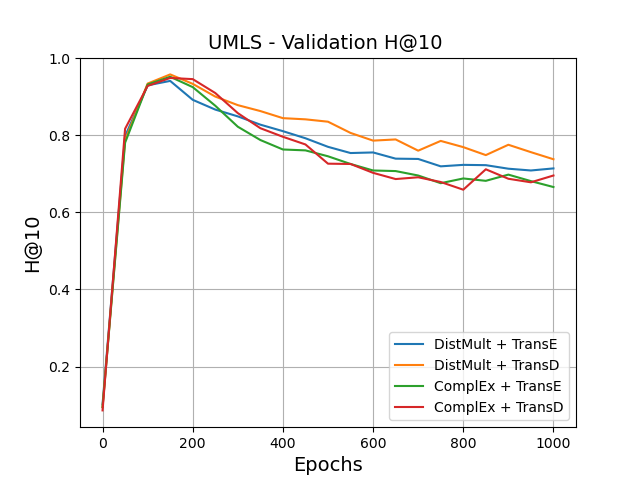 UMLS - Validation H@10
H@10
1.0
0.8
0.6
0.4
0.2
0
200
400
600
800
1000
Epochs
DistMult + TransE
DistMult + TransD
ComplEx + TransE
ComplEx + TransD